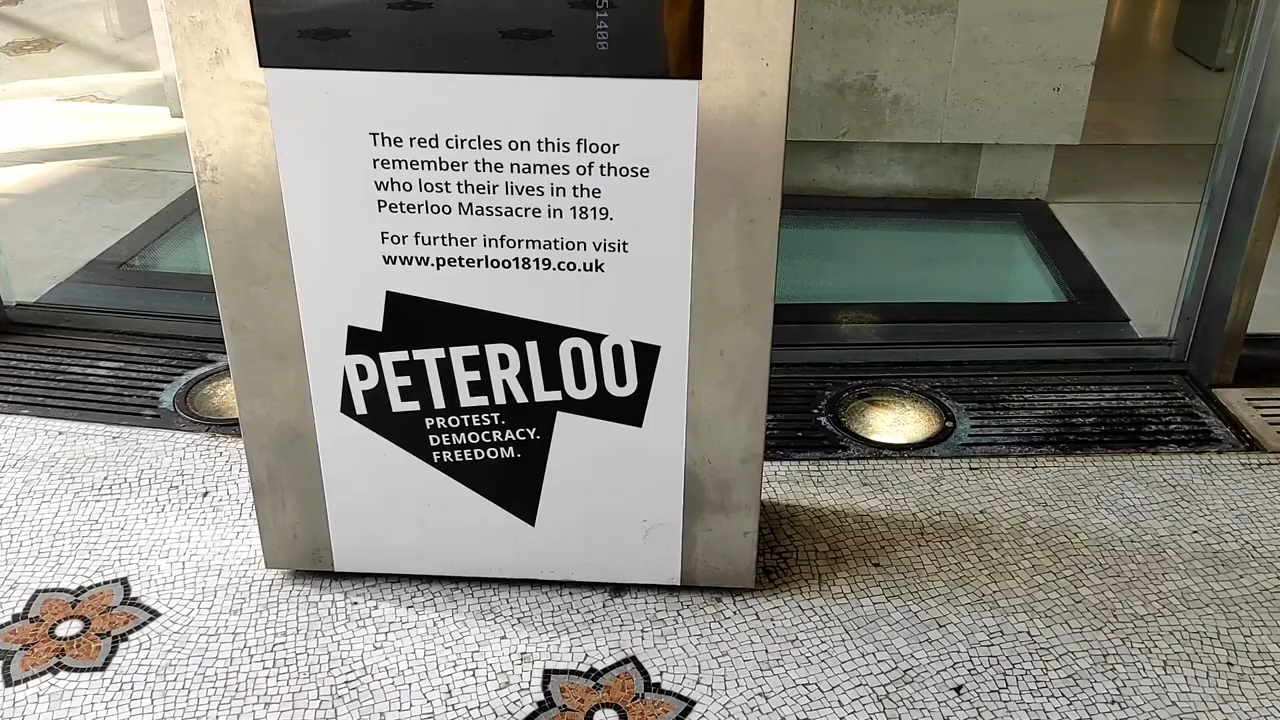 51400
The red circles on this floor
remember the names of those
who lost their lives in the
Peterloo Massacre in 1819.
For further information visit
www.peterloo1819.co.uk
PETERLOO
PROTEST.
DEMOCRACY.
FREEDOM.